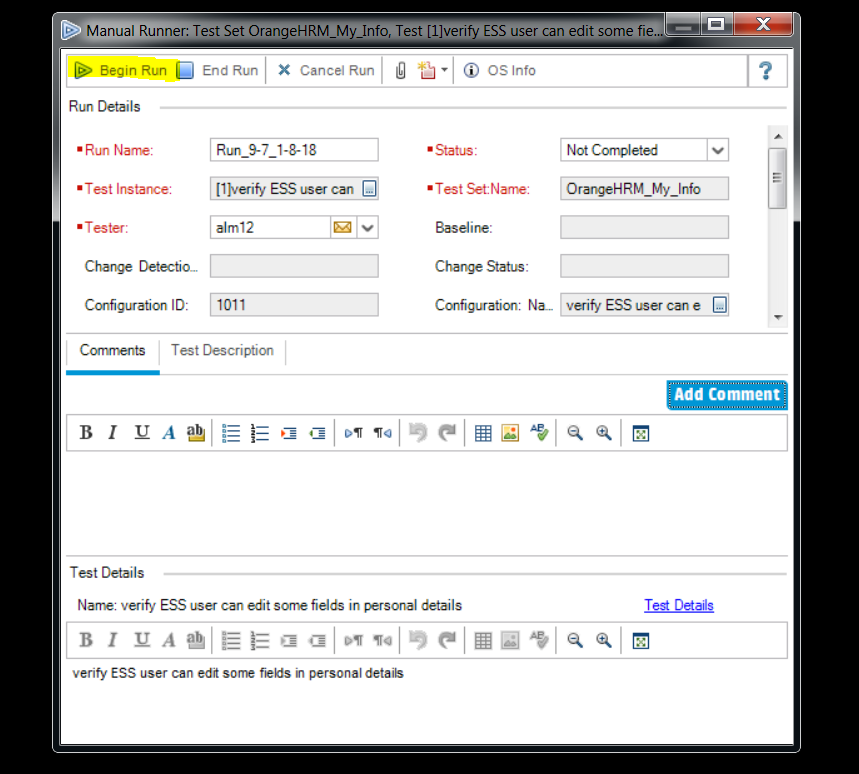 Manual Runner: Test Set OrangeHRM_My_Info, Test [1]verify ESS user can edit some fie...
Begin Run End Run Cancel Run OS Info ?
Run Details
Run Name: Run_9-7_1-8-18 Status: Not Completed
Test Instance: [1]verify ESS user can ... Test Set:Name: OrangeHRM_My_Info
Tester: alm12 Baseline:
Change Detectio... Change Status:
Configuration ID: 1011 Configuration: Na... verify ESS user can e ...
Comments Test Description
Add Comment
B I U A ab ABC
Test Details
Name: verify ESS user can edit some fields in personal details Test Details
B I U A ab ABC
verify ESS user can edit some fields in personal details